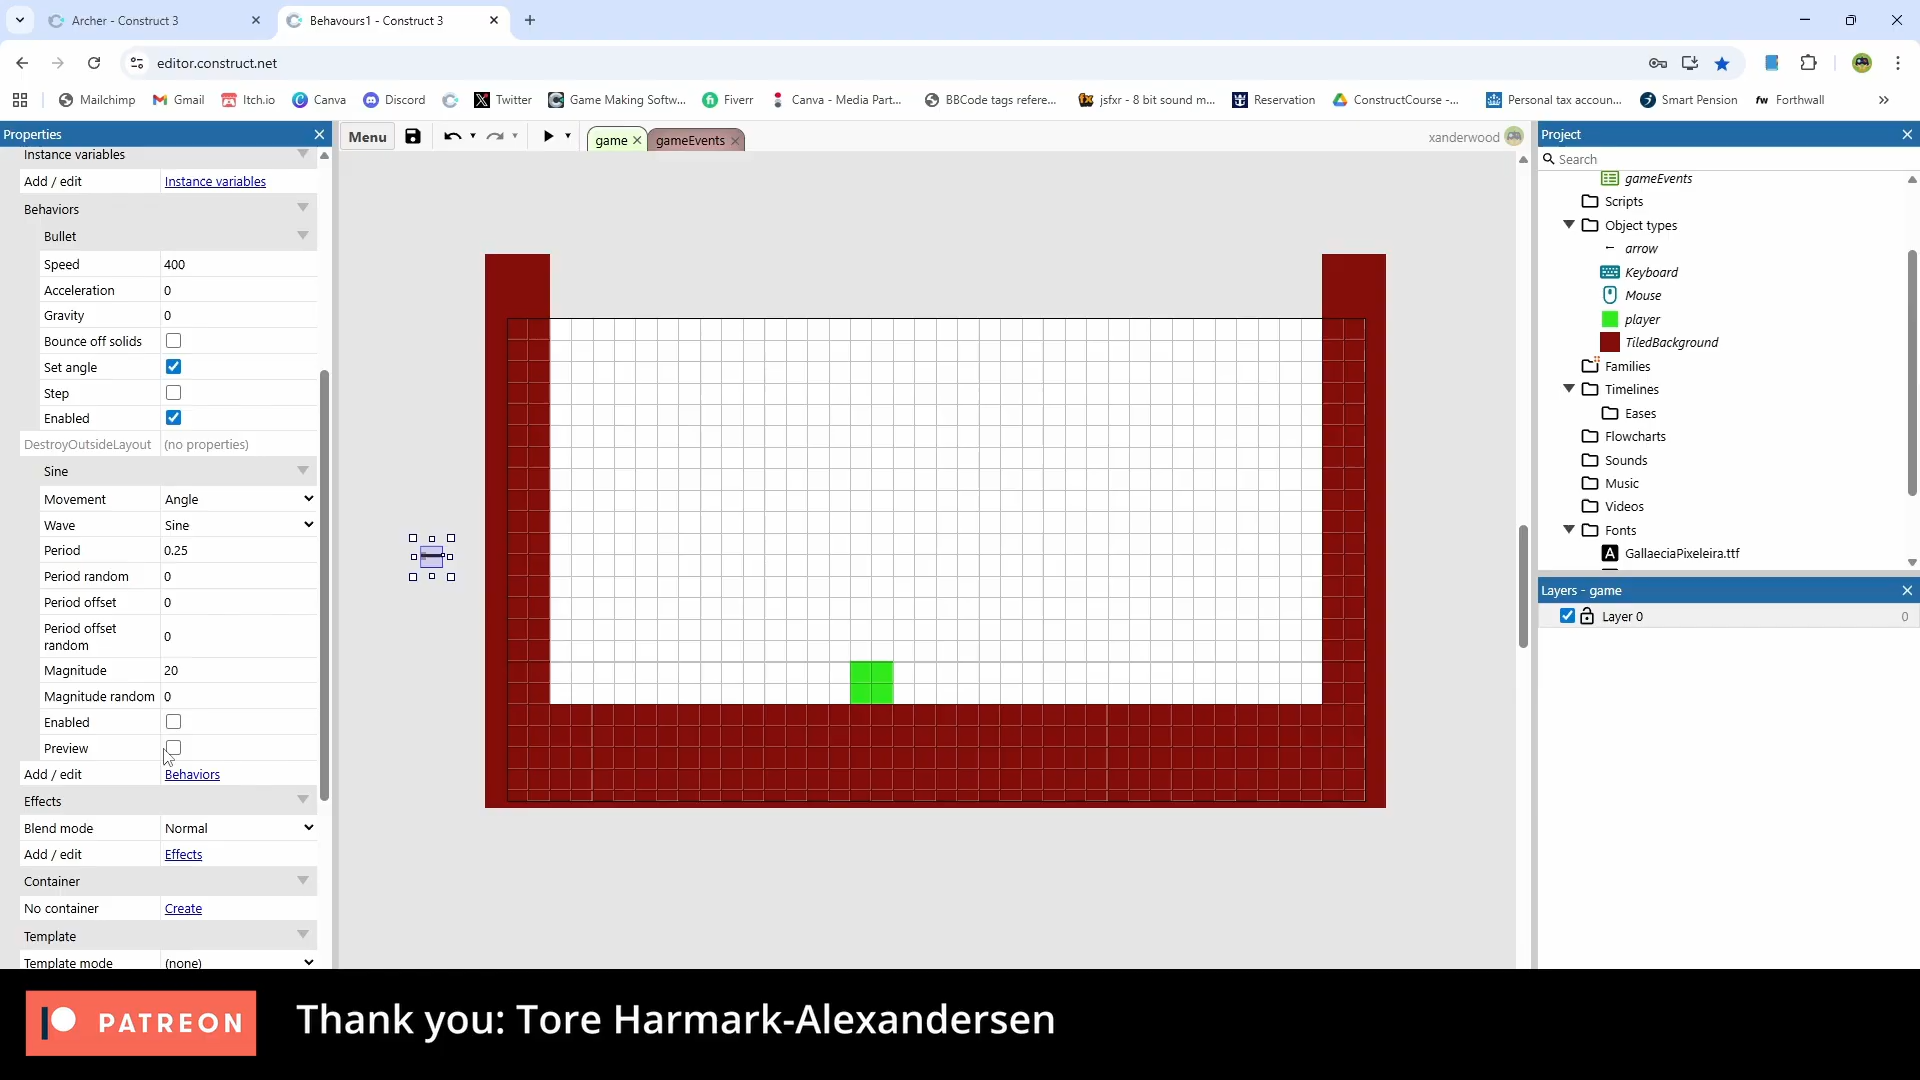 Archer - Construct 3
Behavours1 - Construct 3
editor.construct.net
Mailchimp
Gmail
Itch.io
Canva
Discord
Twitter
Game Making Softw...
Fiverr
Canva - Media Part...
BBCode tags refere...
jsfxr - 8 bit sound m...
Reservation
ConstructCourse -...
Personal tax accoun...
Smart Pension
fw Forthwall
Properties
Menu
game
gameEvents
xanderwood
Project
Search
Instance variables
Add / edit Instance variables
Behaviors
Bullet
Speed 400
Acceleration 0
Gravity 0
Bounce off solids
Set angle
Step
Enabled
DestroyOutsideLayout (no properties)
Sine
Movement Angle
Wave Sine
Period 0.25
Period random 0
Period offset 0
Period offset
random 0
Magnitude 20
Magnitude random 0
Enabled
Preview
Add / edit Behaviors
Effects
Blend mode Normal
Add / edit Effects
Container
No container Create
Template
Template mode (none)
gameEvents
Scripts
Object types
arrow
Keyboard
Mouse
player
TiledBackground
Families
Timelines
Eases
Flowcharts
Sounds
Music
Videos
Fonts
GallaeciaPixeleira.ttf
Layers - game
Layer 0 0
PATREON
Thank you: Tore Harmark-Alexandersen